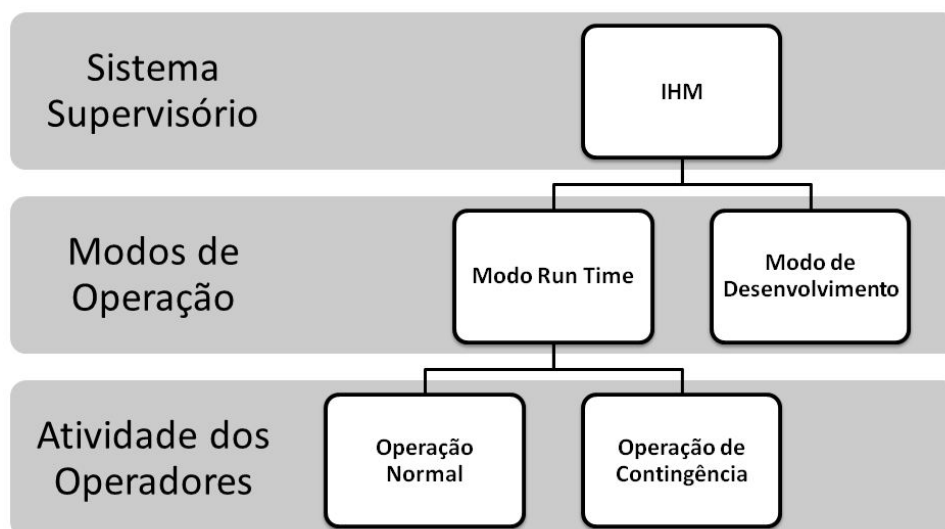 Sistema
Supervisório
IHM
Modos de
Operação
Modo Run Time
Modo de
Desenvolvimento
Atividade dos
Operadores
Operação
Normal
Operação de
Contingência